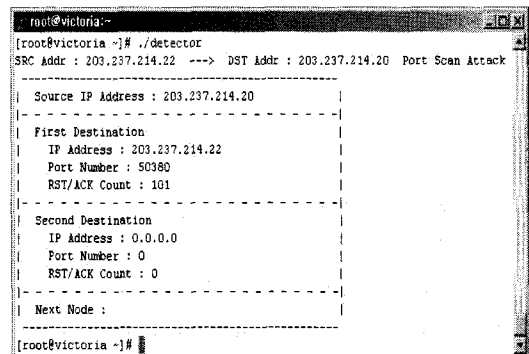 root@victoria:~
[root@victoria ~]# ./detector
SRC Addr : 203.237.214.22 ---> DST Addr : 203.237.214.20 Port Scan Attack
Source IP Address : 203.237.214.20
First Destination
IP Address : 203.237.214.22
Port Number : 50380
RST/ACK Count : 101
Second Destination
IP Address : 0.0.0.0
Port Number : 0
RST/ACK Count : 0
Next Node :
[root@victoria ~]#